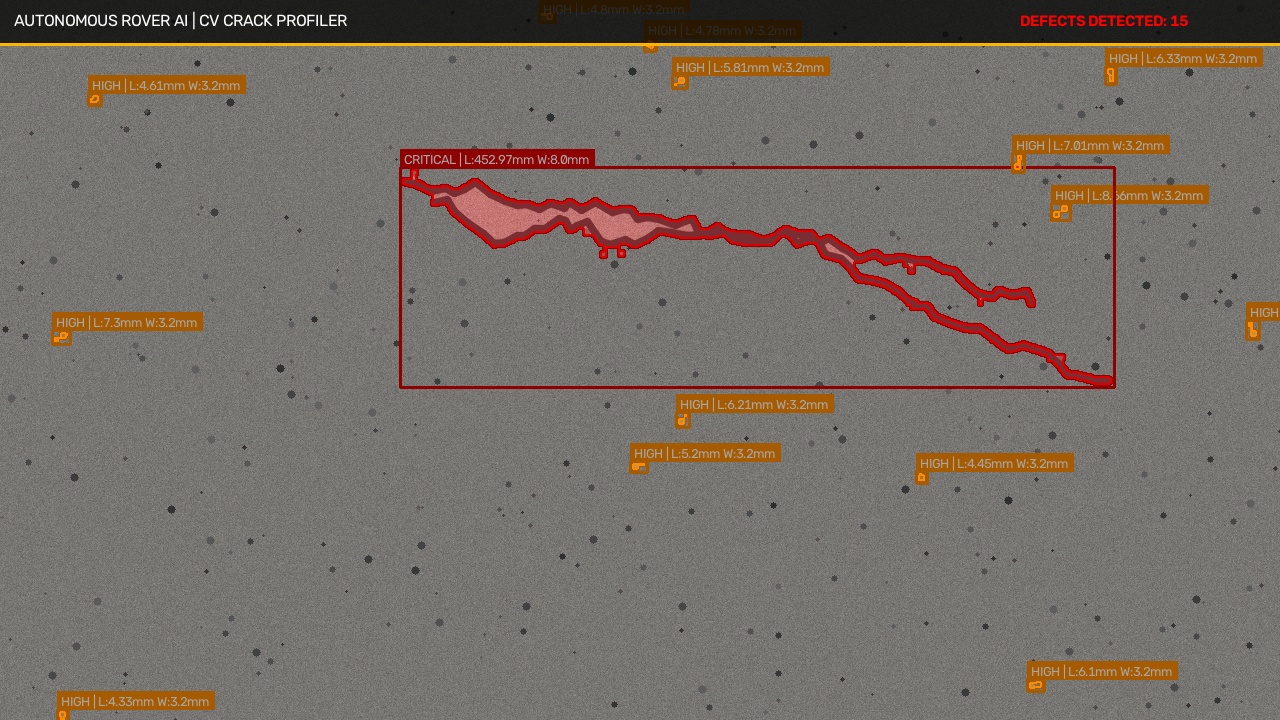 AUTONOMOUS ROVER AI | CV CRACK PROFILER
DEFECTS DETECTED: 15
HIGH | L:4.8mm W:3.2mm
HIGH | L:4.78mm W:3.2mm
HIGH | L:6.33mm W:3.2mm
HIGH | L:5.81mm W:3.2mm
HIGH | L:4.61mm W:3.2mm
HIGH | L:7.01mm W:3.2mm
CRITICAL | L:452.97mm W:8.0mm
HIGH | L:8.56mm W:3.2mm
HIGH
HIGH | L:7.3mm W:3.2mm
HIGH | L:6.21mm W:3.2mm
HIGH | L:5.2mm W:3.2mm
HIGH | L:4.45mm W:3.2mm
HIGH | L:6.1mm W:3.2mm
HIGH | L:4.33mm W:3.2mm